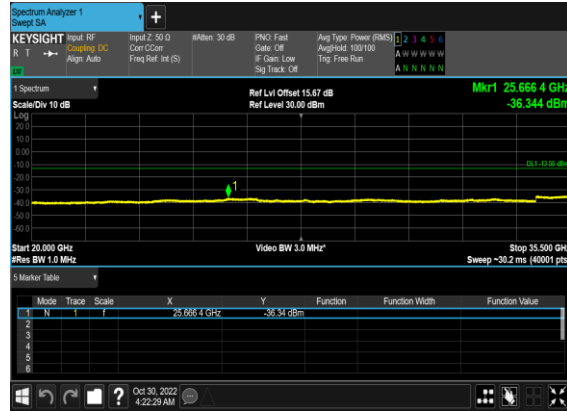 Spectrum Analyzer 1
Swept SA
+
KEYSIGHT
R T
LW
Input: RF
Coupling: DC
Align: Auto
Input Z: 50 Ω
Corr CCorr
Freq Ref: Int (S)
#Atten: 30 dB
PNO: Fast
Gate: Off
IF Gain: Low
Sig Track: Off
Avg Type: Power (RMS)
Avg|Hold: 100/100
Trig: Free Run
1 2 3 4 5 6
A W W W W W
A N N N N N
1 Spectrum
Scale/Div 10 dB
Ref Lvl Offset 15.67 dB
Ref Level 30.00 dBm
Mkr1 25.666 4 GHz
-36.344 dBm
Log
20.0
10.0
0.00
-10.0
-20.0
-30.0
-40.0
-50.0
-60.0
DL1 -13.00 dBm
1
Start 20.000 GHz
#Res BW 1.0 MHz
Video BW 3.0 MHz*
Stop 35.500 GHz
Sweep ~30.2 ms (40001 pts)
5 Marker Table
Mode Trace Scale X Y Function Function Width Function Value
1 N 1 f 25.666 4 GHz -36.34 dBm
2
3
4
5
6
?
Oct 30, 2022
4:22:29 AM